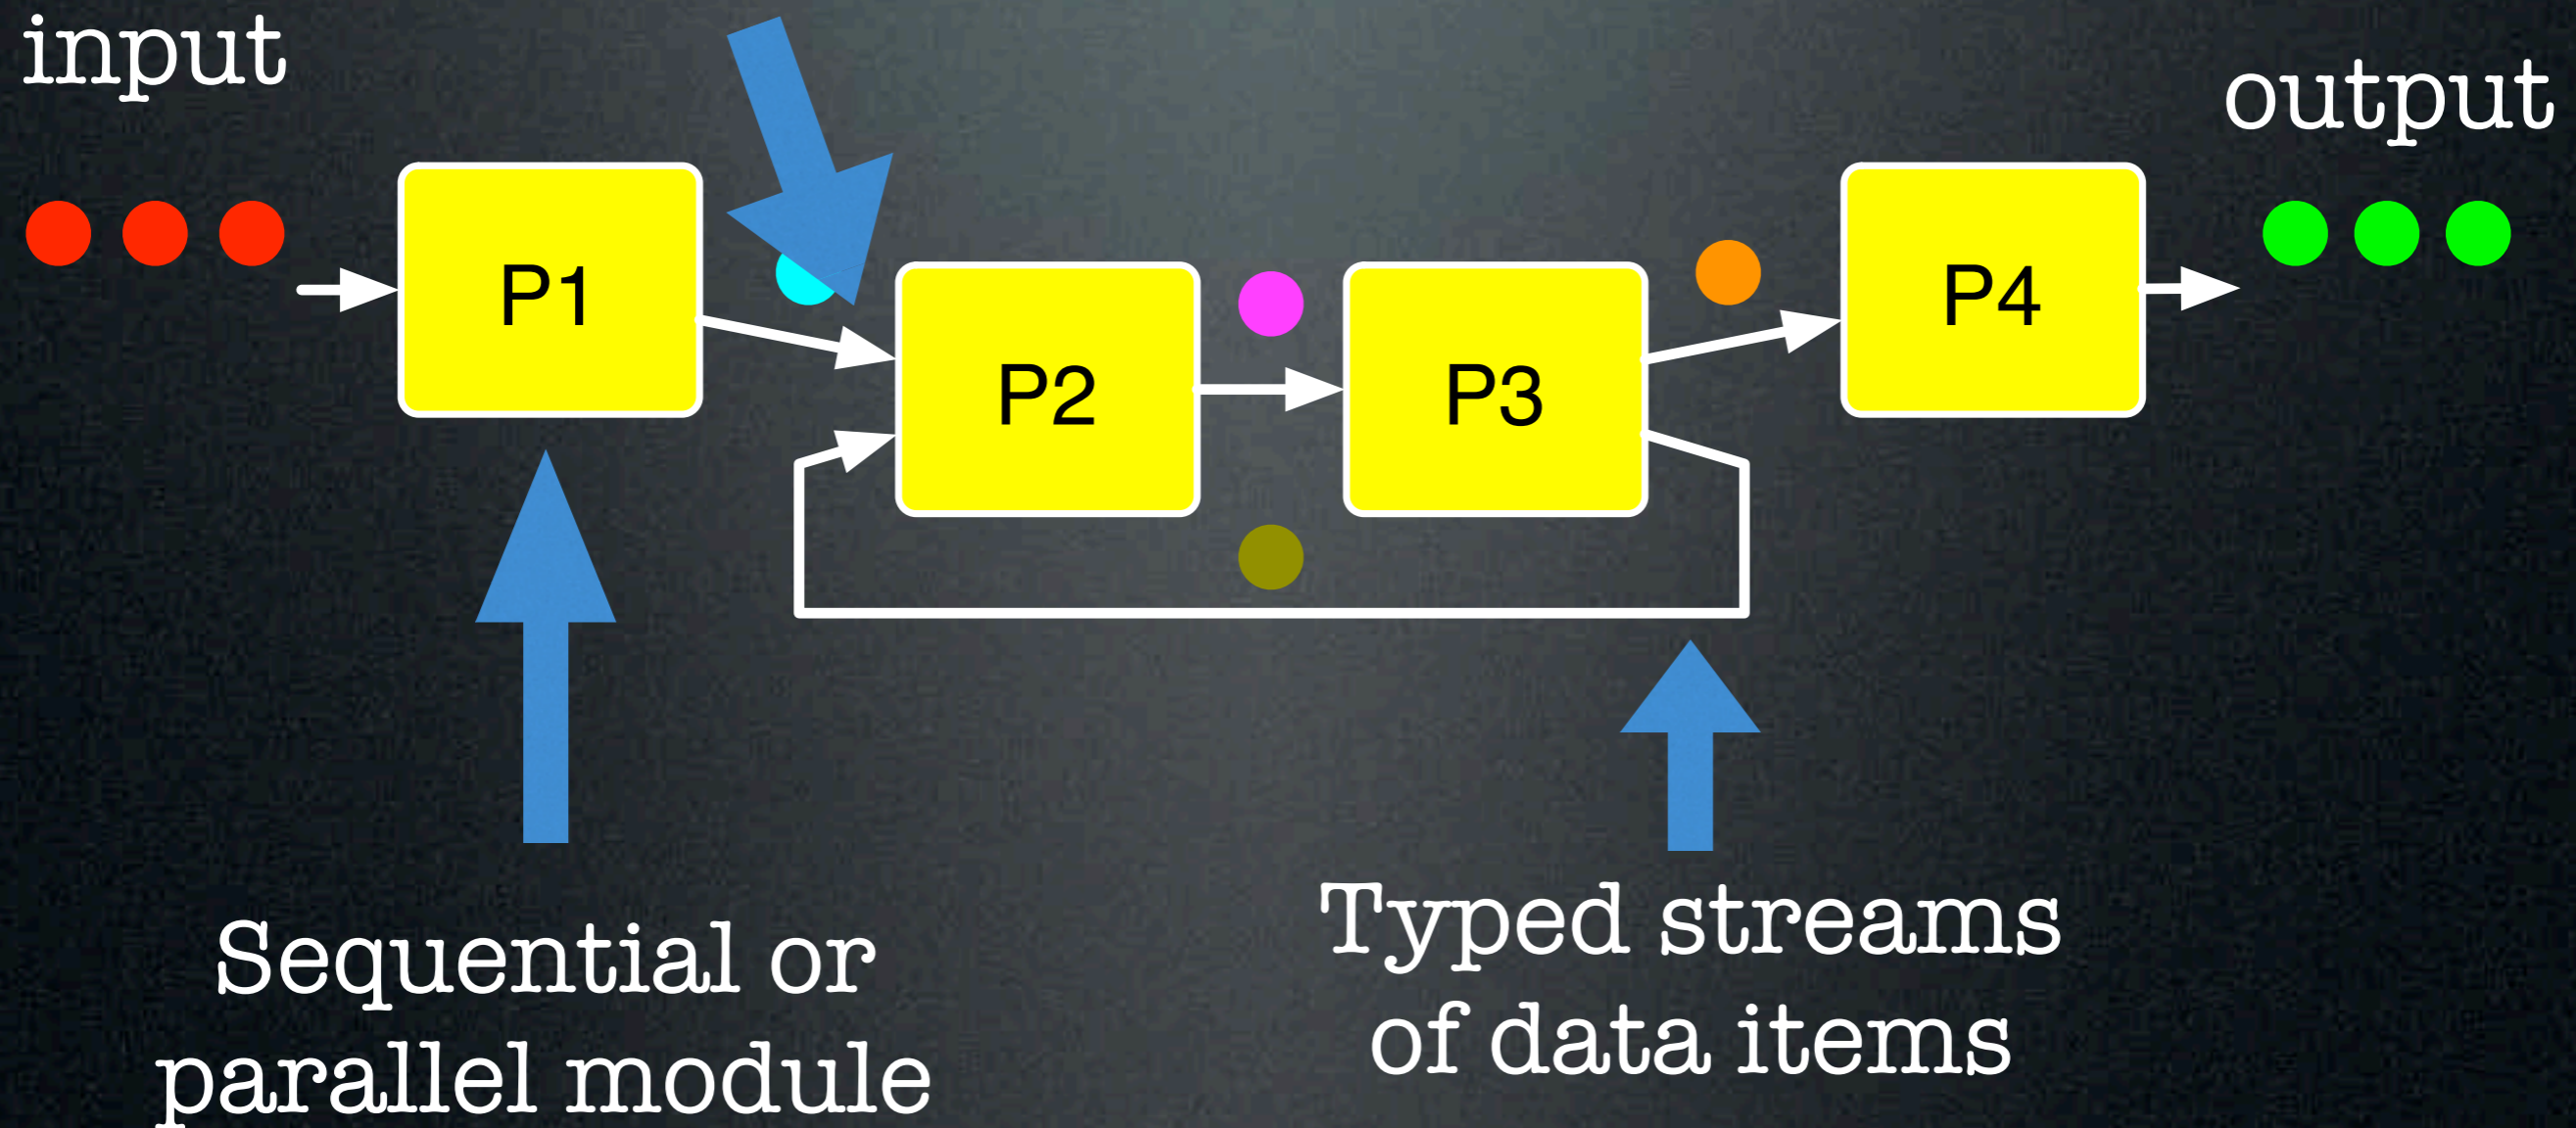 input
output
P1
P2
P3
P4
Sequential or
parallel module
Typed streams
of data items